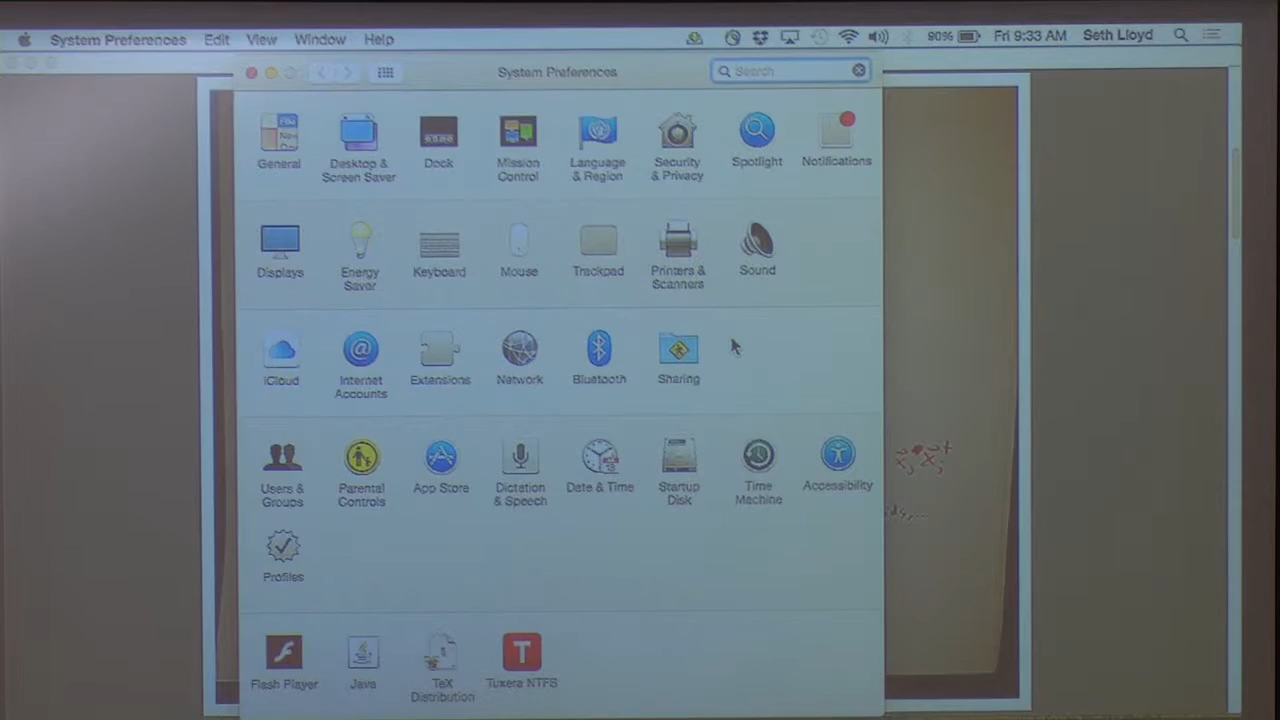 System Preferences Edit View Window Help 90% Fri 9:33 AM Seth Lloyd
System Preferences Search
General Desktop & Screen Saver Dock Mission Control Language & Region Security & Privacy Spotlight Notifications
Displays Energy Saver Keyboard Mouse Trackpad Printers & Scanners Sound
iCloud Internet Accounts Extensions Network Bluetooth Sharing
Users & Groups Parental Controls App Store Dictation & Speech Date & Time Startup Disk Time Machine Accessibility
Profiles
Flash Player Java TeX Distribution Tuxera NTFS